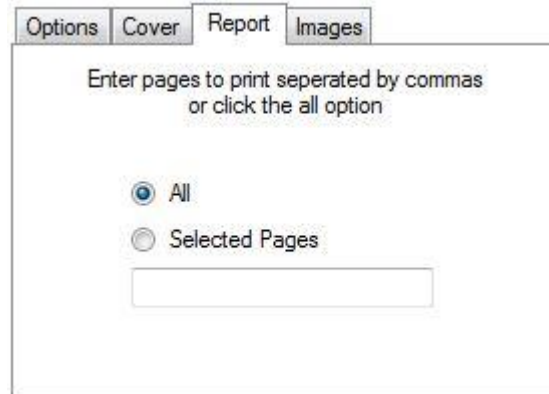 Options Cover Report Images
Enter pages to print seperated by commas
or click the all option
All
Selected Pages